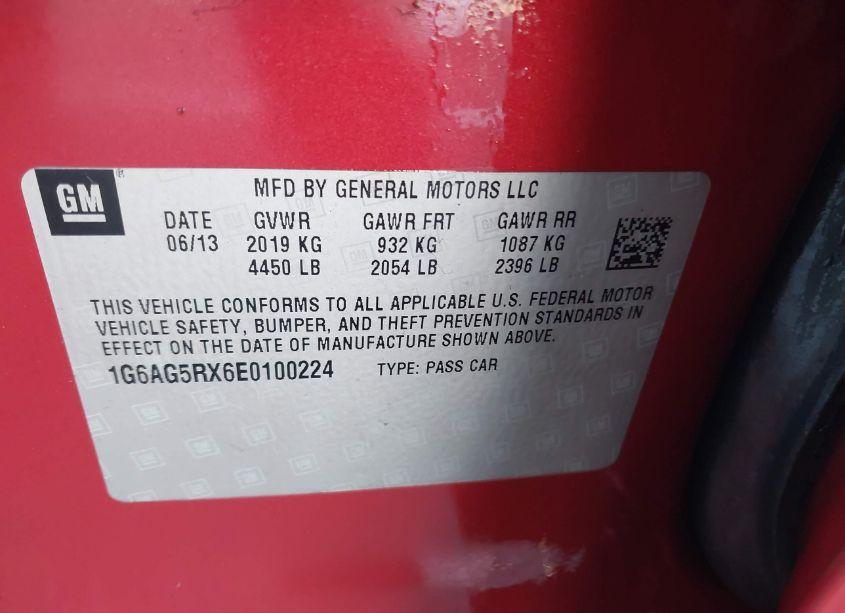 GM
MFD BY GENERAL MOTORS LLC
DATE GVWR GAWR FRT GAWR RR
06/13 2019 KG 932 KG 1087 KG
4450 LB 2054 LB 2396 LB
THIS VEHICLE CONFORMS TO ALL APPLICABLE U.S. FEDERAL MOTOR
VEHICLE SAFETY, BUMPER, AND THEFT PREVENTION STANDARDS IN
EFFECT ON THE DATE OF MANUFACTURE SHOWN ABOVE.
1G6AG5RX6E0100224 TYPE: PASS CAR